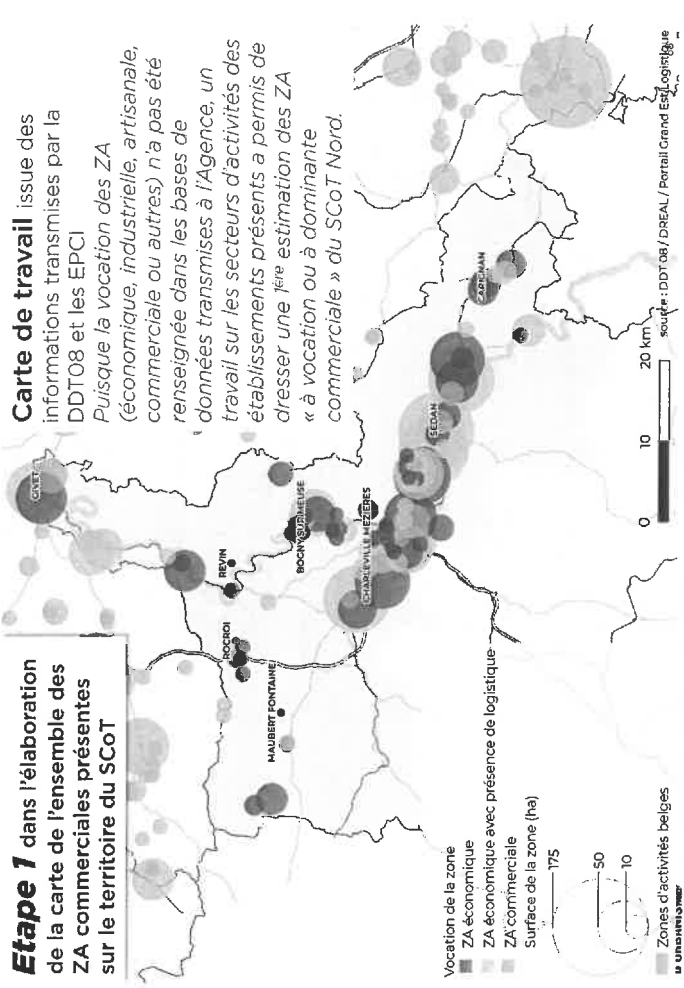 Etape 1 dans l'élaboration
de la carte de l'ensemble des
ZA commerciales présentes
sur le territoire du SCoT
Carte de travail issue des
informations transmises par la
DDT08 et les EPCI
Puisque la vocation des ZA
(économique, industrielle, artisanale,
commerciale ou autres) n'a pas été
renseignée dans les bases de
données transmises à l'Agence, un
travail sur les secteurs d'activités des
établissements présents a permis de
dresser une 1ère estimation des ZA
« à vocation ou à dominante
commerciale » du SCoT Nord.
GIVET
REVIN
ROCROI
BOGNY SUR MEUSE
MAUBERT FONTAINE
CHARLEVILLE MEZIERES
SEDAN
CARIGNAN
Vocation de la zone
ZA économique
ZA économique avec présence de logistique
ZA commerciale
Surface de la zone (ha)
175
50
10
Zones d'activités belges
0 10 20 km
source : DDT 08 / DREAL / Portail Grand Est Logistique
D'URBANISME